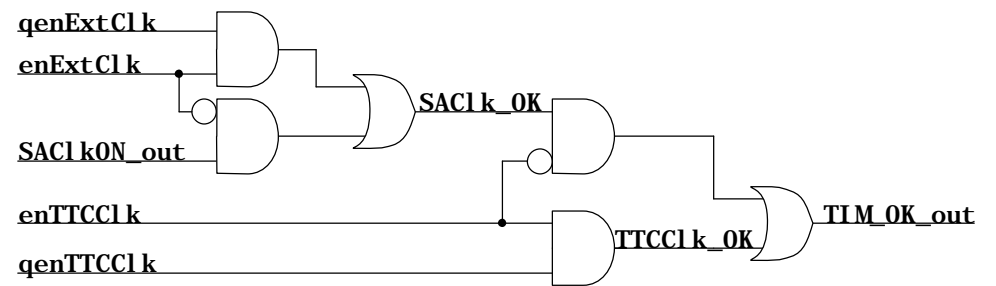 qenExtClk
enExtClk
SAClk_OK
SAClkON_out
enTTCClk
TIM_OK_out
TTCClk_OK
qenTTCClk